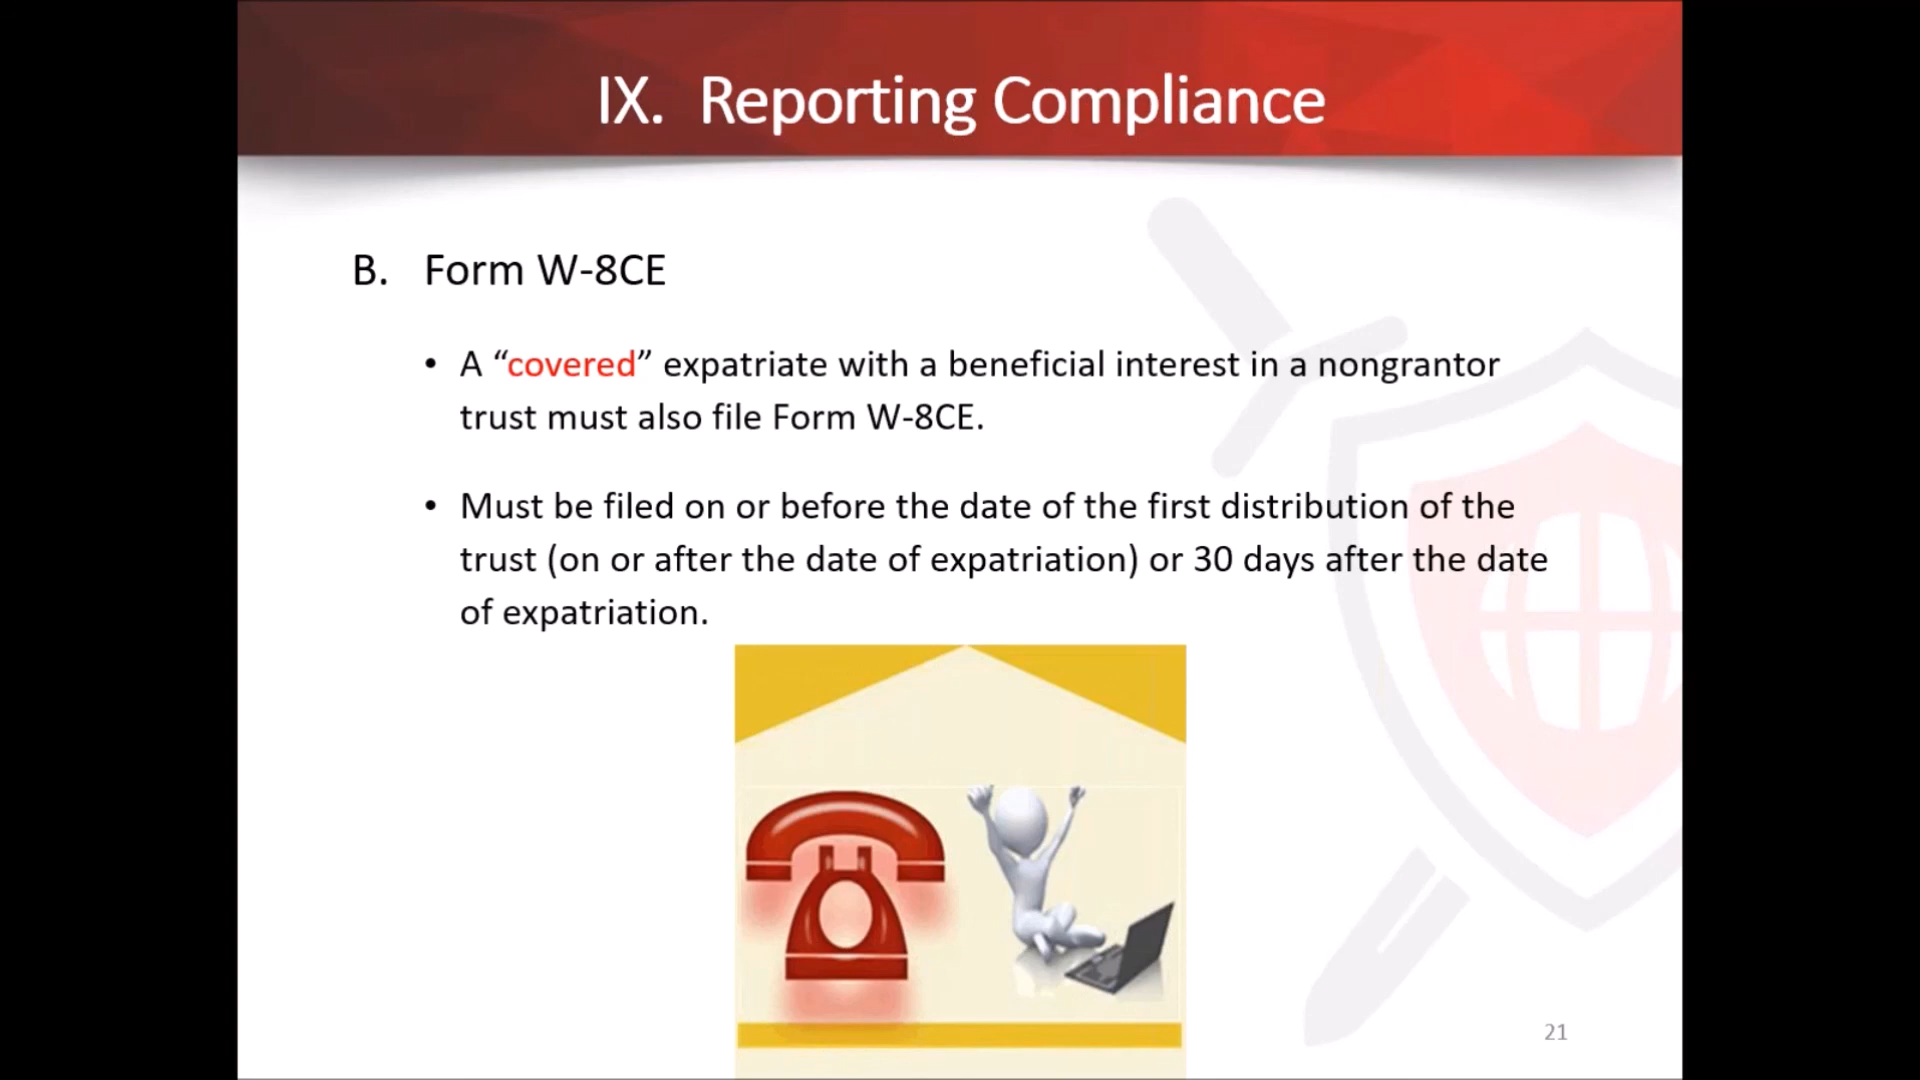 IX. Reporting Compliance
B. Form W-8CE
• A “covered” expatriate with a beneficial interest in a nongrantor
trust must also file Form W-8CE.
• Must be filed on or before the date of the first distribution of the
trust (on or after the date of expatriation) or 30 days after the date
of expatriation.
21